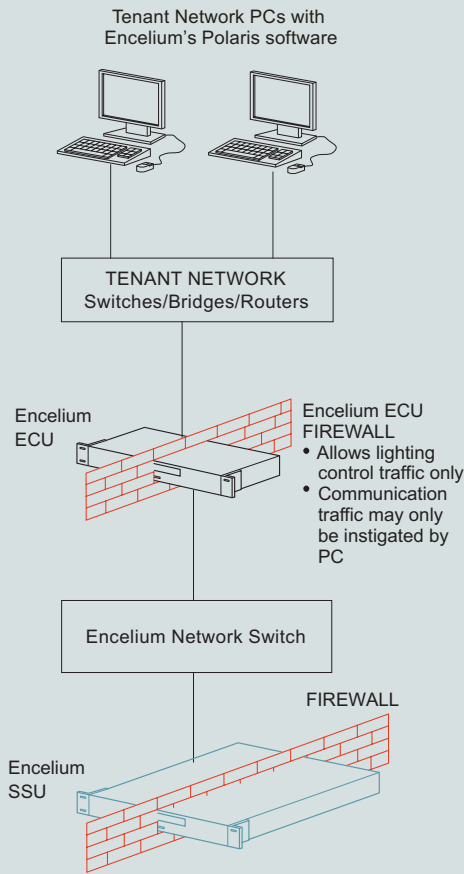 Tenant Network PCs with
Encelium's Polaris software
TENANT NETWORK
Switches/Bridges/Routers
Encelium
ECU
Encelium ECU
FIREWALL
• Allows lighting
control traffic only
• Communication
traffic may only
be instigated by
PC
Encelium Network Switch
FIREWALL
Encelium
SSU